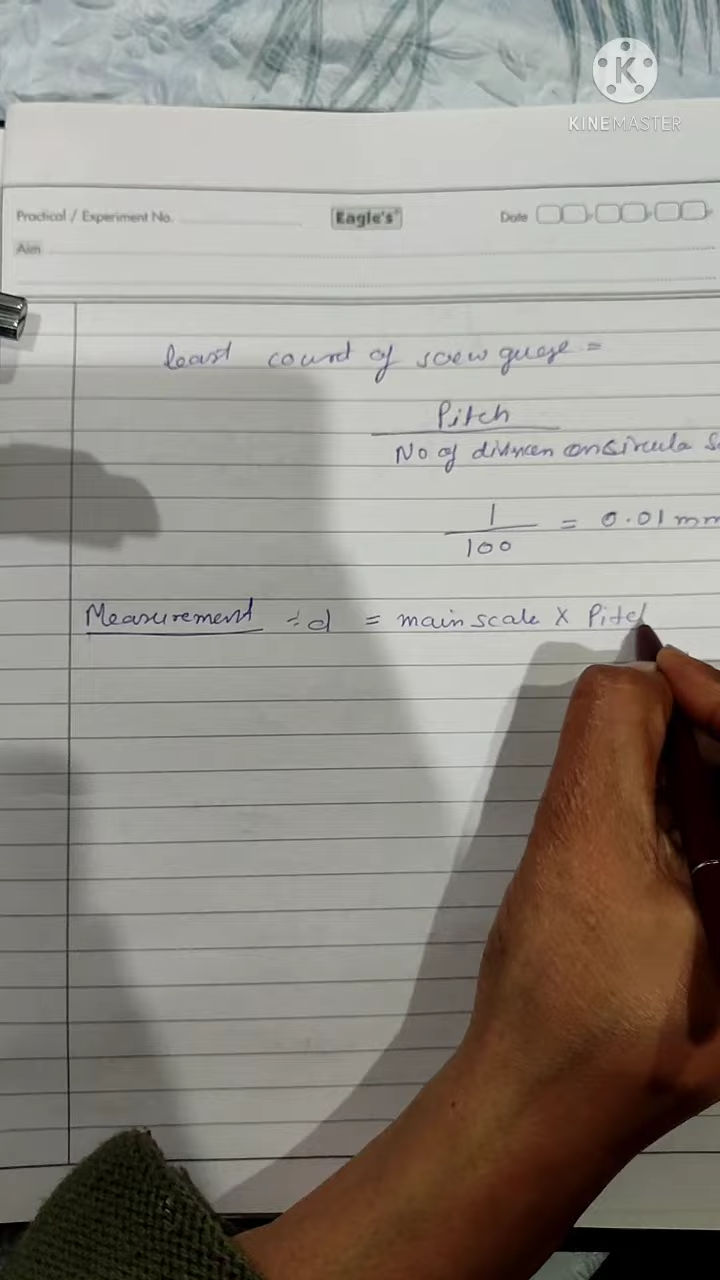 KINEMASTER
Practical / Experiment No.
Eagle's
Date
Aim
least count of screw guage =
Pitch
No of division on circula
1
100
= 0.01 mm
Measurement ÷ d = main scale X Pitch